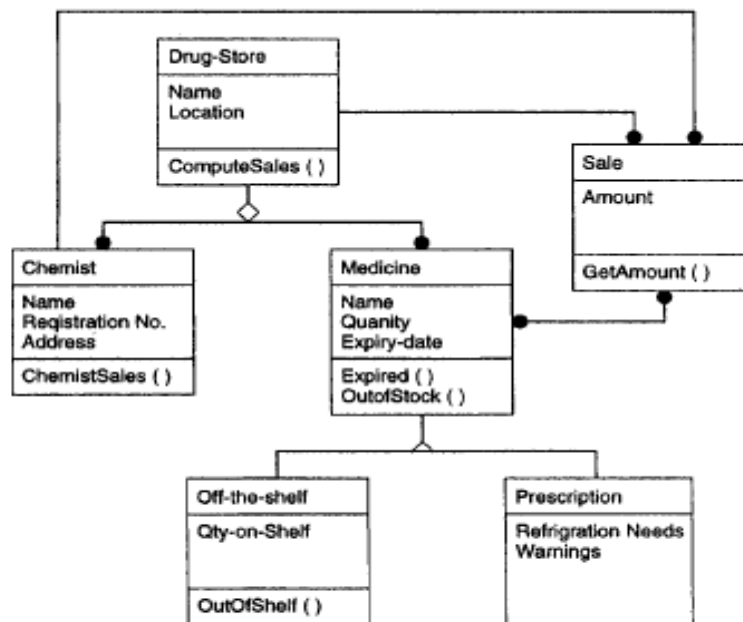 Drug-Store
Name
Location
ComputeSales ( )
Sale
Amount
GetAmount ( )
Chemist
Name
Reqistration No.
Address
ChemistSales ( )
Medicine
Name
Quanity
Expiry-date
Expired ( )
OutofStock ( )
Off-the-shelf
Qty-on-Shelf
OutOfShelf ( )
Prescription
Refrigration Needs
Warnings